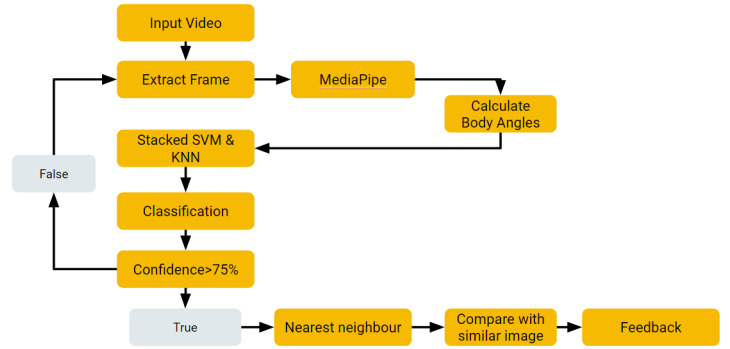 Input Video
Extract Frame
MediaPipe
Calculate
Body Angles
Stacked SVM &
KNN
False
Classification
Confidence>75%
True
Nearest neighbour
Compare with
similar image
Feedback